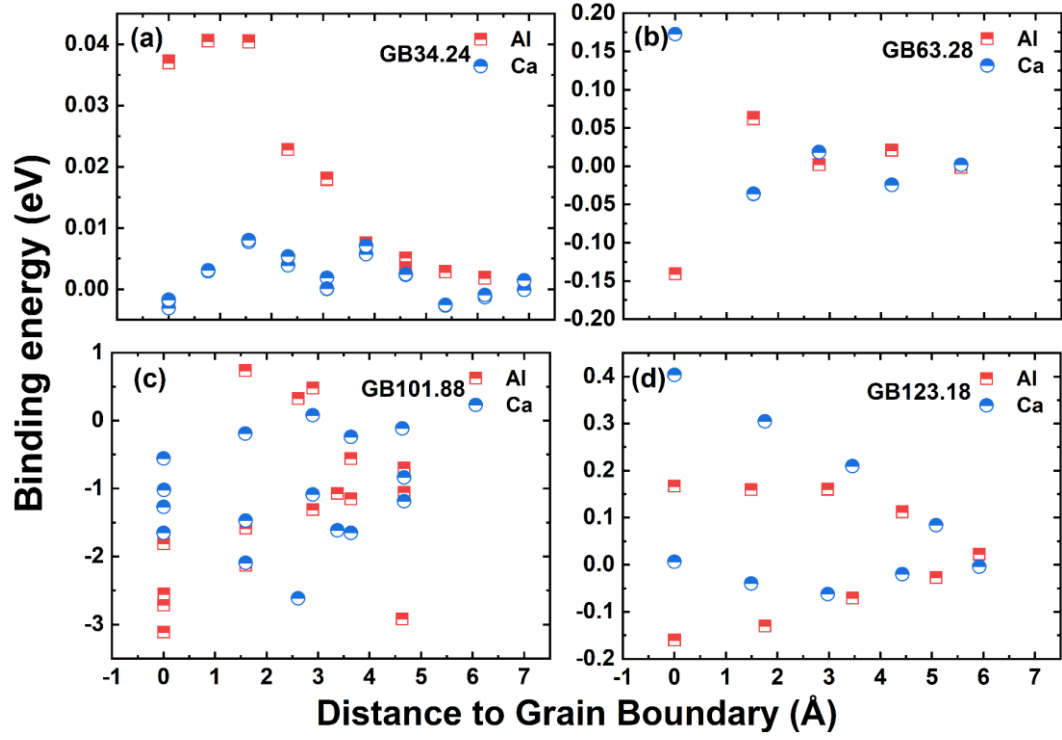 Binding energy (eV)
(a)
GB34.24
Al
Ca
0.04
0.03
0.02
0.01
0.00
(b)
GB63.28
Al
Ca
0.20
0.15
0.10
0.05
0.00
-0.05
-0.10
-0.15
-0.20
(c)
GB101.88
Al
Ca
1
0
-1
-2
-3
-1 0 1 2 3 4 5 6 7
(d)
GB123.18
Al
Ca
0.4
0.3
0.2
0.1
0.0
-0.1
-0.2
-1 0 1 2 3 4 5 6 7
Distance to Grain Boundary (Å)